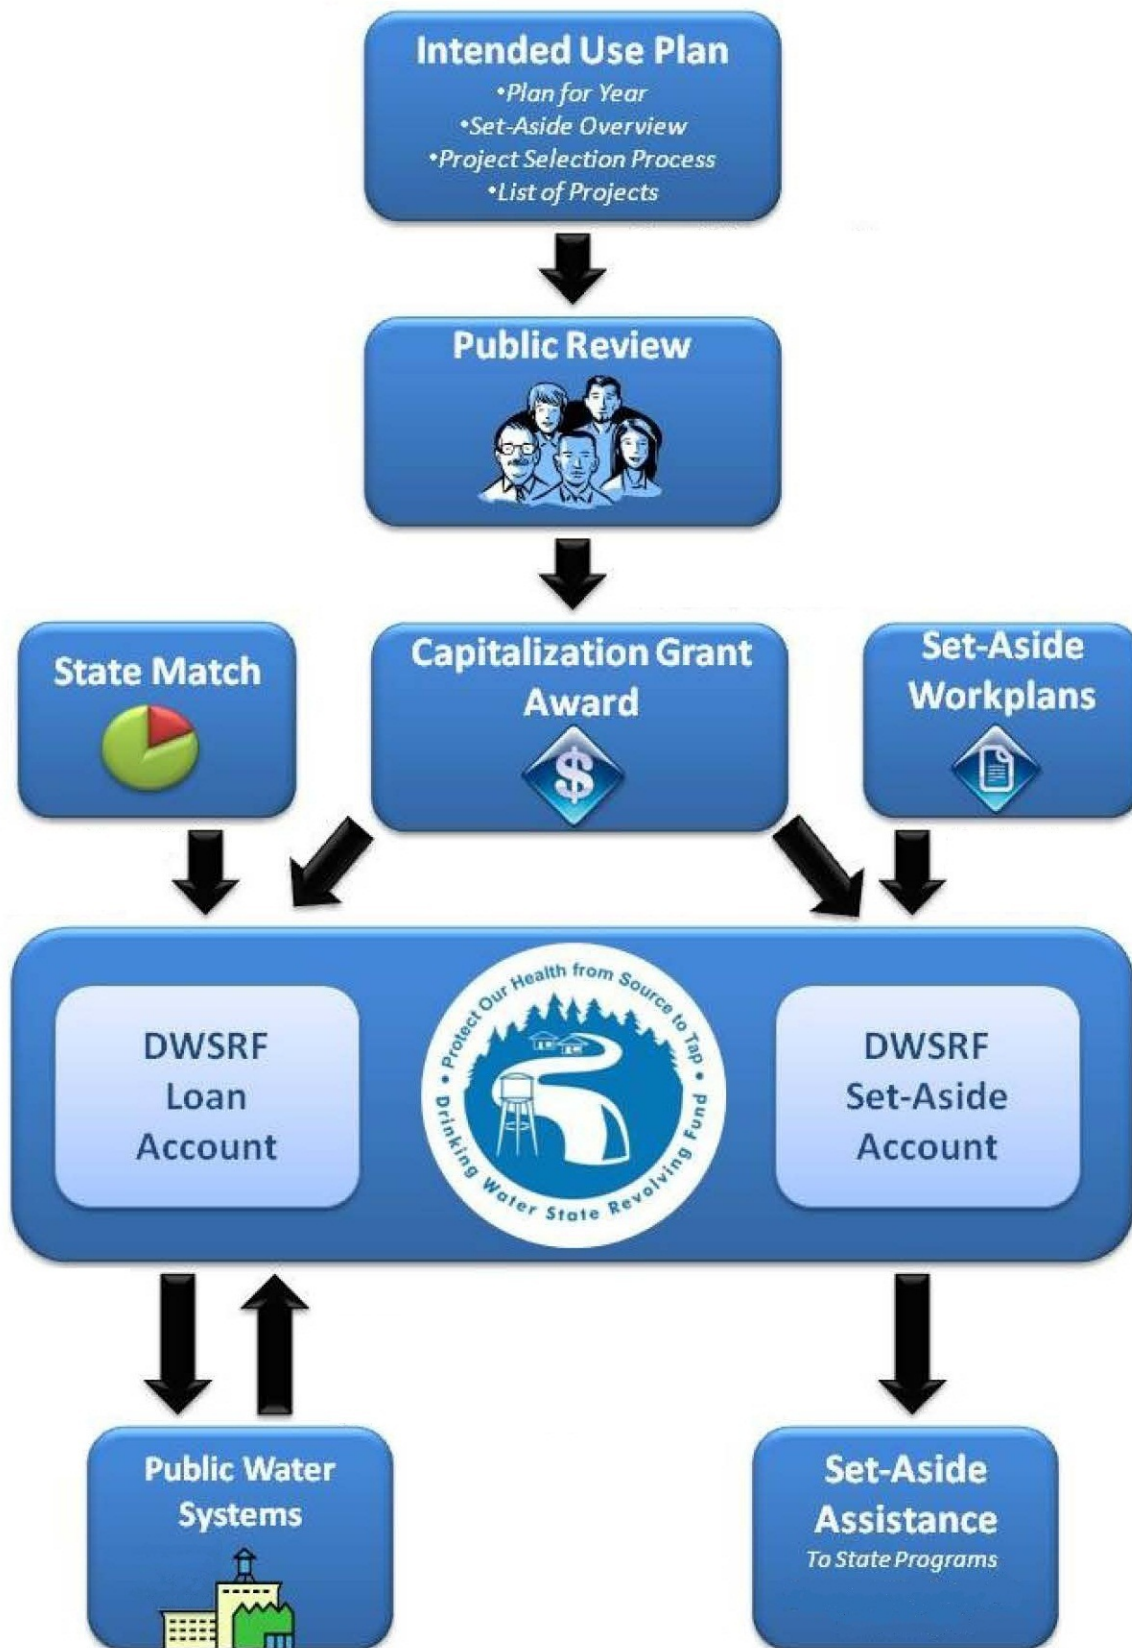 Intended Use Plan
•Plan for Year
•Set-Aside Overview
•Project Selection Process
•List of Projects
Public Review
State Match
Capitalization Grant
Award
$
Set-Aside
Workplans
DWSRF
Loan
Account
• Protect Our Health from Source to Tap •
Drinking Water State Revolving Fund
DWSRF
Set-Aside
Account
Public Water
Systems
Set-Aside
Assistance
To State Programs